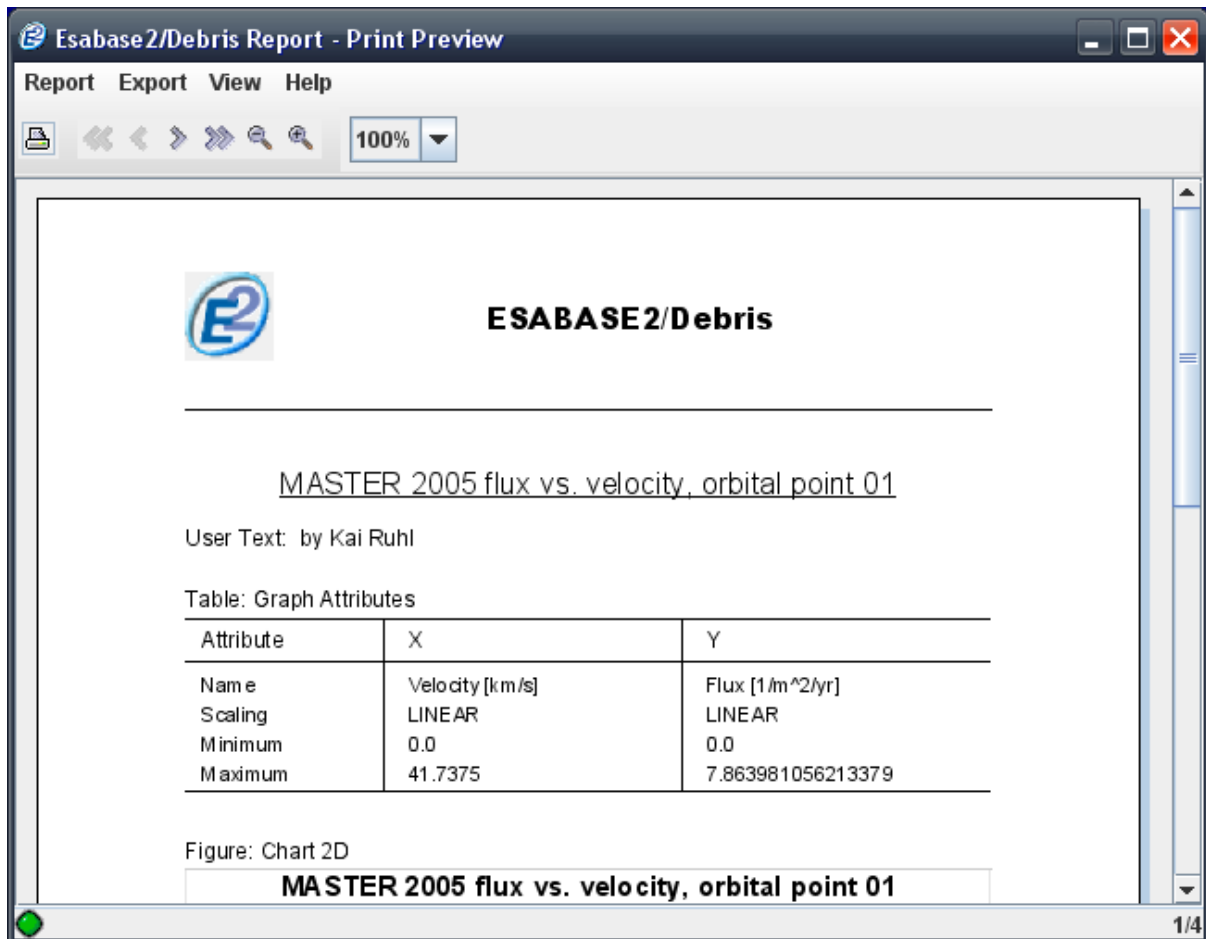 Esabase2/Debris Report - Print Preview
Report Export View Help
100%
E2
ESABASE2/Debris
MASTER 2005 flux vs. velocity, orbital point 01
User Text: by Kai Ruhl
Table: Graph Attributes
Attribute X Y
Name Velocity [km/s] Flux [1/m^2/yr]
Scaling LINEAR LINEAR
Minimum 0.0 0.0
Maximum 41.7375 7.863981056213379
Figure: Chart 2D
MASTER 2005 flux vs. velocity, orbital point 01
1/4